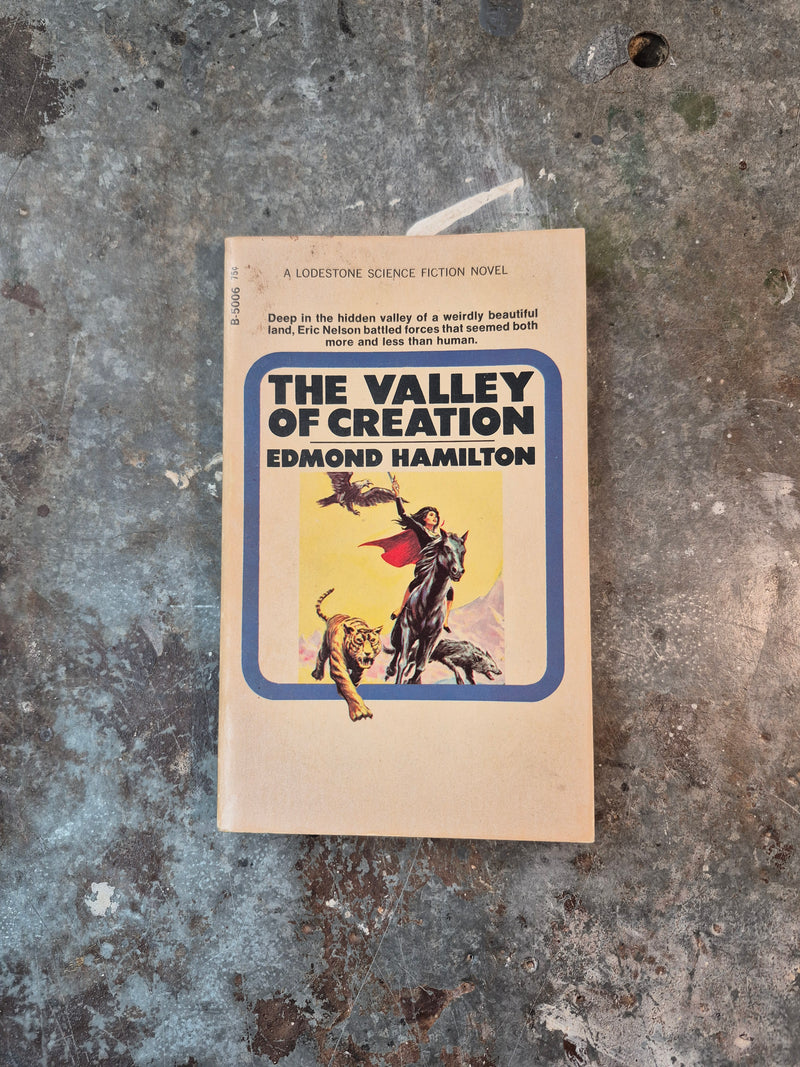 A LODESTONE SCIENCE FICTION NOVEL
B-5006 75¢
Deep in the hidden valley of a weirdly beautiful
land, Eric Nelson battled forces that seemed both
more and less than human.
THE VALLEY
OF CREATION
EDMOND HAMILTON